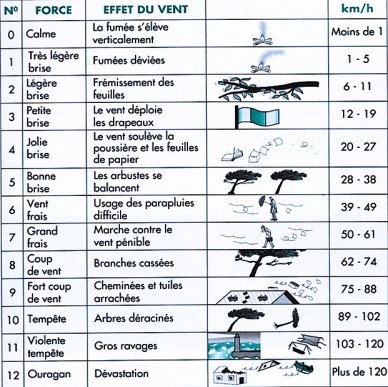 N° FORCE EFFET DU VENT km/h
0 Calme La fumée s'élève verticalement Moins de 1
1 Très légère brise Fumées déviées 1 - 5
2 Légère brise Frémissement des feuilles 6 - 11
3 Petite brise Le vent déploie les drapeaux 12 - 19
4 Jolie brise Le vent soulève la poussière et les feuilles de papier 20 - 27
5 Bonne brise Les arbustes se balancent 28 - 38
6 Vent frais Usage des parapluies difficile 39 - 49
7 Grand frais Marche contre le vent pénible 50 - 61
8 Coup de vent Branches cassées 62 - 74
9 Fort coup de vent Cheminées et tuiles arrachées 75 - 88
10 Tempête Arbres déracinés 89 - 102
11 Violente tempête Gros ravages 103 - 120
12 Ouragan Dévastation Plus de 120